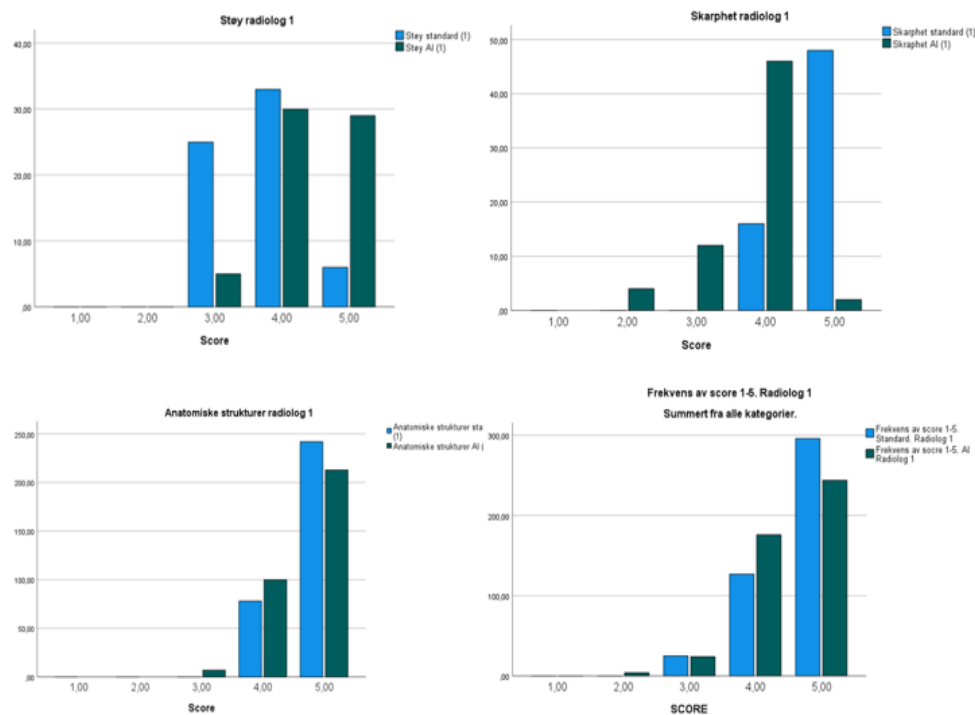 Støy radiolog 1
Støy standard (1)
Støy AI (1)
40,00
30,00
20,00
10,00
,00
1,00 2,00 3,00 4,00 5,00
Score
Skarphet radiolog 1
Skarphet standard (1)
Skraphet AI (1)
50,00
40,00
30,00
20,00
10,00
,00
1,00 2,00 3,00 4,00 5,00
Score
Anatomiske strukturer radiolog 1
Anatomiske strukturer sta
(1)
Anatomiske strukturer AI (
250,00
200,00
150,00
100,00
50,00
,00
1,00 2,00 3,00 4,00 5,00
Score
Frekvens av score 1-5. Radiolog 1
Summert fra alle kategorier.
Frekvens av score 1-5.
Standard. Radiolog 1
Frekvens av socre 1-5. AI
Radiolog 1
300,00
200,00
100,00
,00
1,00 2,00 3,00 4,00 5,00
SCORE